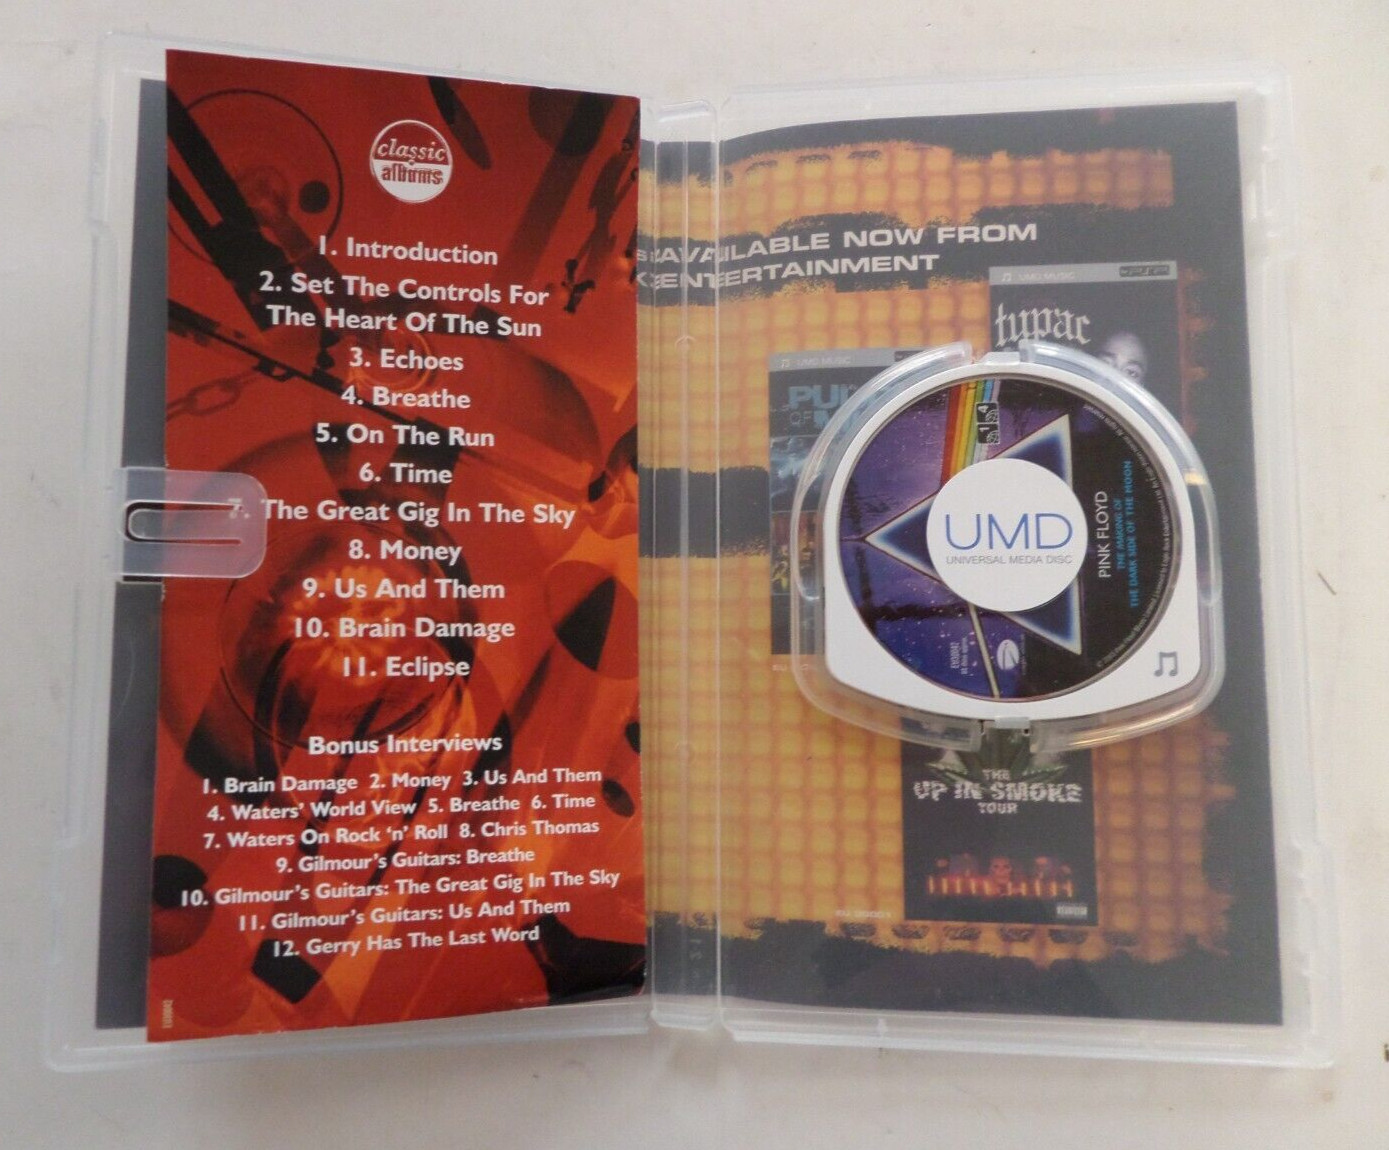 classic
albums
1. Introduction
2. Set The Controls For
The Heart Of The Sun
3. Echoes
4. Breathe
5. On The Run
6. Time
7. The Great Gig In The Sky
8. Money
9. Us And Them
10. Brain Damage
11. Eclipse
Bonus Interviews
1. Brain Damage 2. Money 3. Us And Them
4. Waters' World View 5. Breathe 6. Time
7. Waters On Rock 'n' Roll 8. Chris Thomas
9. Gilmour's Guitars: Breathe
10. Gilmour's Guitars: The Great Gig In The Sky
11. Gilmour's Guitars: Us And Them
12. Gerry Has The Last Word
AVAILABLE NOW FROM
ENTERTAINMENT
UMD MUSIC
PSP
tupac
UMD MUSIC
OF
UMD
UNIVERSAL MEDIA DISC
PINK FLOYD
THE MAKING OF
THE DARK SIDE OF THE MOON
THE
UP IN SMOKE
TOUR